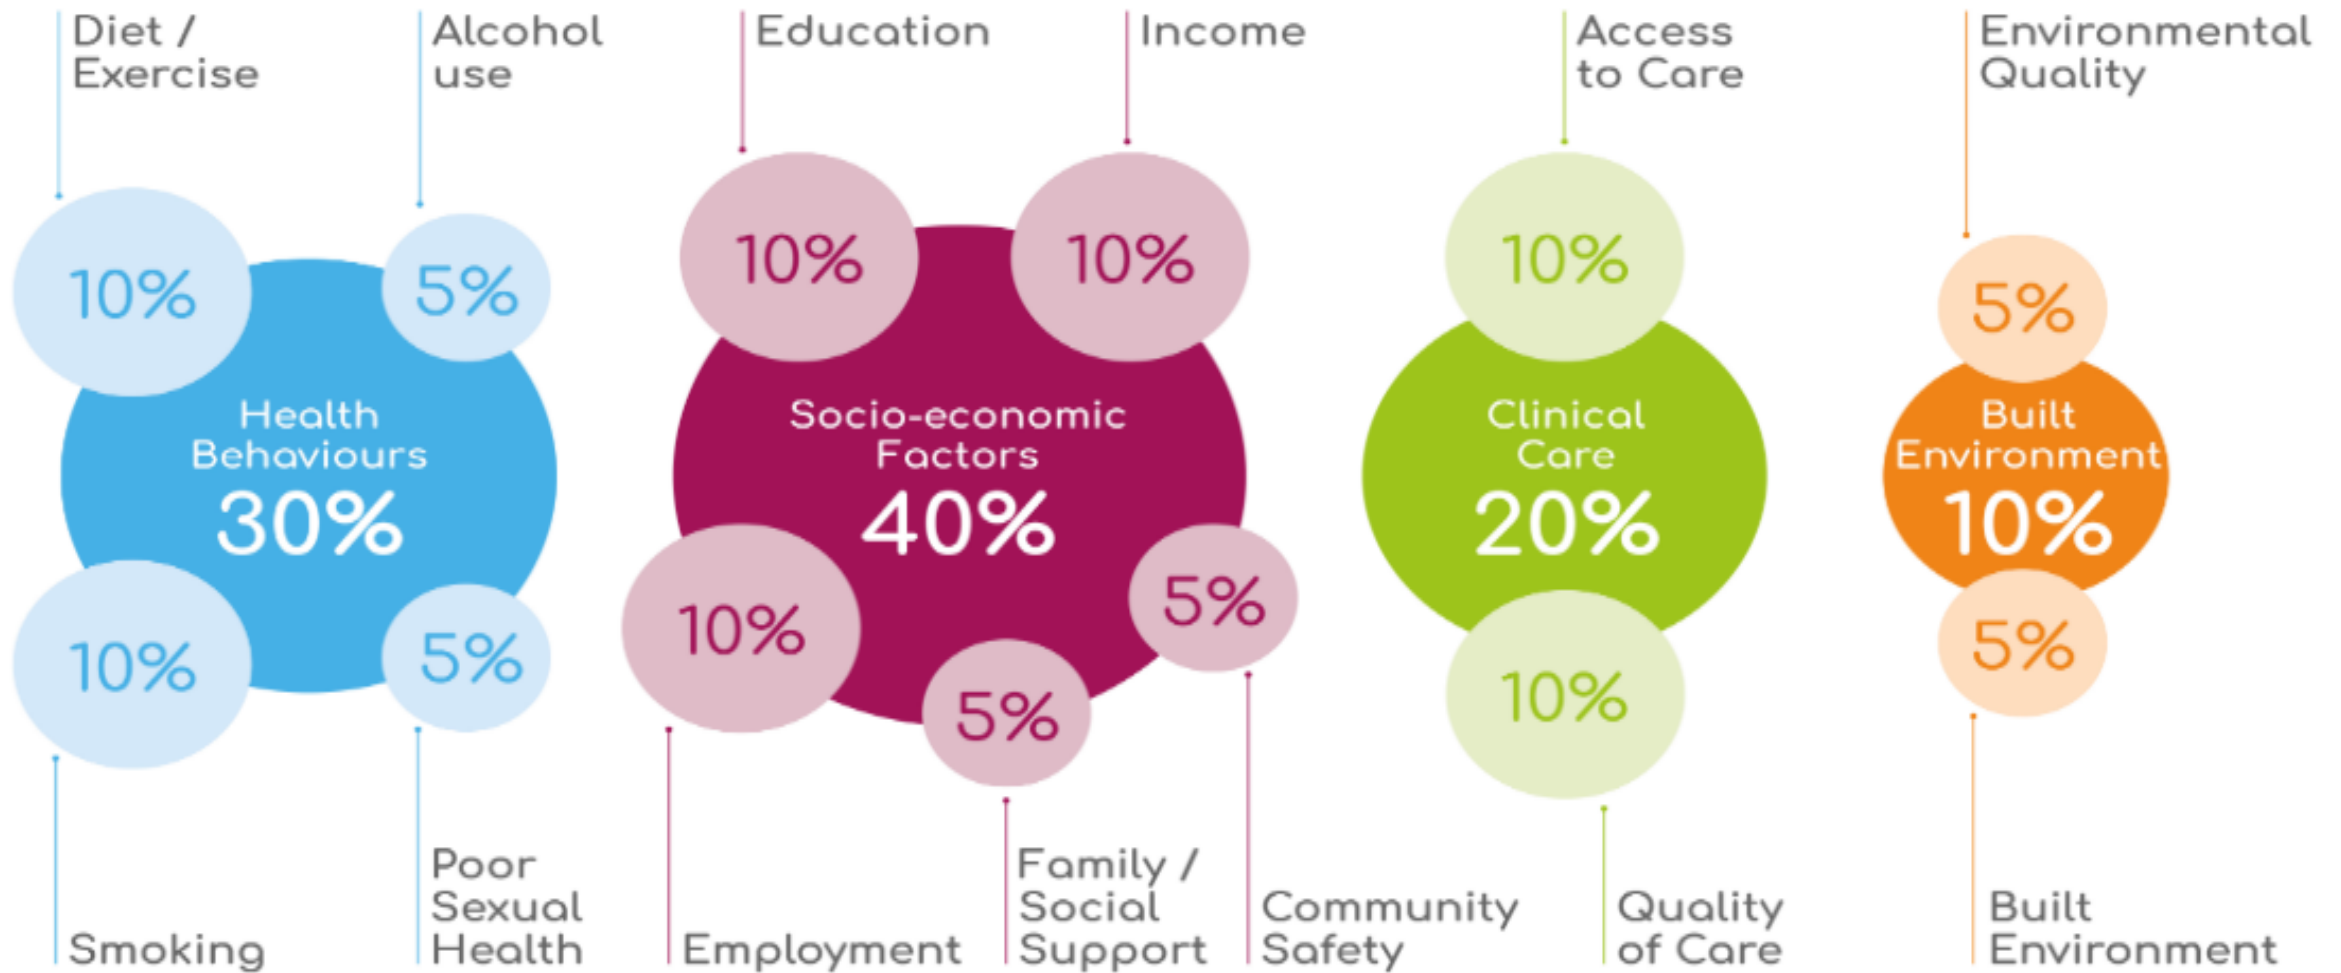 Diet /
Exercise
Alcohol
use
Education
Income
Access
to Care
Environmental
Quality
10%
5%
10%
10%
10%
5%
Health
Behaviours
30%
Socio-economic
Factors
40%
Clinical
Care
20%
Built
Environment
10%
10%
5%
10%
5%
5%
10%
5%
Smoking
Poor
Sexual
Health
Employment
Family /
Social
Support
Community
Safety
Quality
of Care
Built
Environment